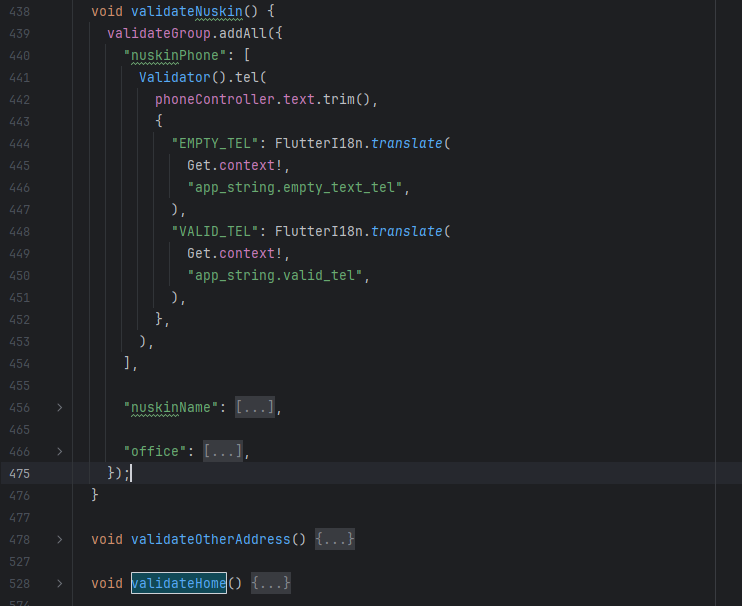 438 void validateNuskin() {
439 validateGroup.addAll({
440 "nuskinPhone": [
441 Validator().tel(
442 phoneController.text.trim(),
443 {
444 "EMPTY_TEL": FlutterI18n.translate(
445 Get.context!,
446 "app_string.empty_text_tel",
447 ),
448 "VALID_TEL": FlutterI18n.translate(
449 Get.context!,
450 "app_string.valid_tel",
451 ),
452 },
453 ),
454 ],
455
456 "nuskinName": [...],
465
466 "office": [...],
475 });
476 }
477
478 void validateOtherAddress() {...}
527
528 void validateHome() {...}
574